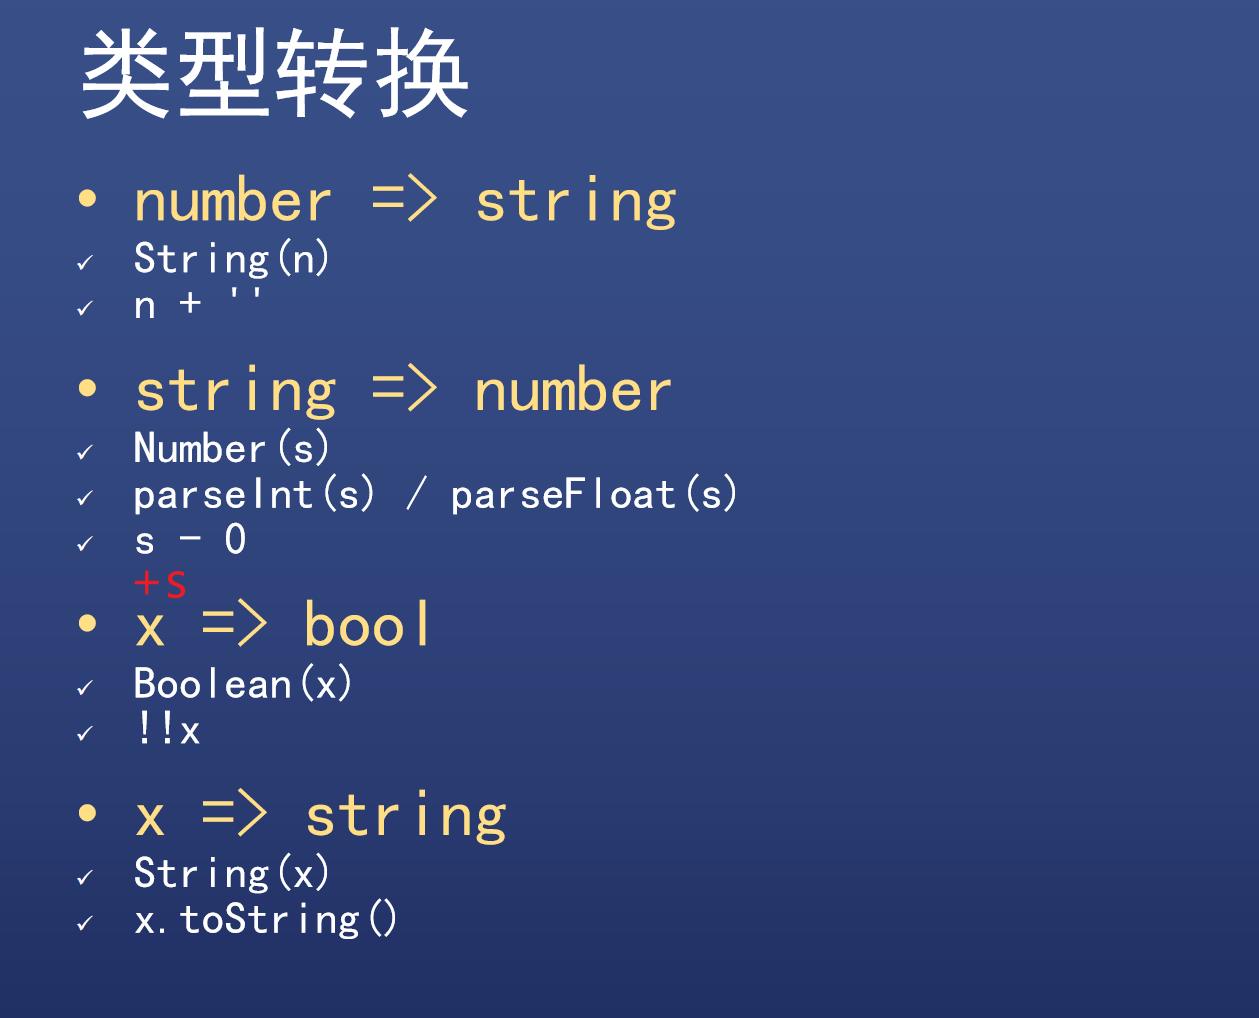 类型转换
• number => string
✓ String(n)
✓ n + ''
• string => number
✓ Number(s)
✓ parseInt(s) / parseFloat(s)
✓ s - 0
+s
• x => bool
✓ Boolean(x)
✓ !!x
• x => string
✓ String(x)
✓ x.toString()